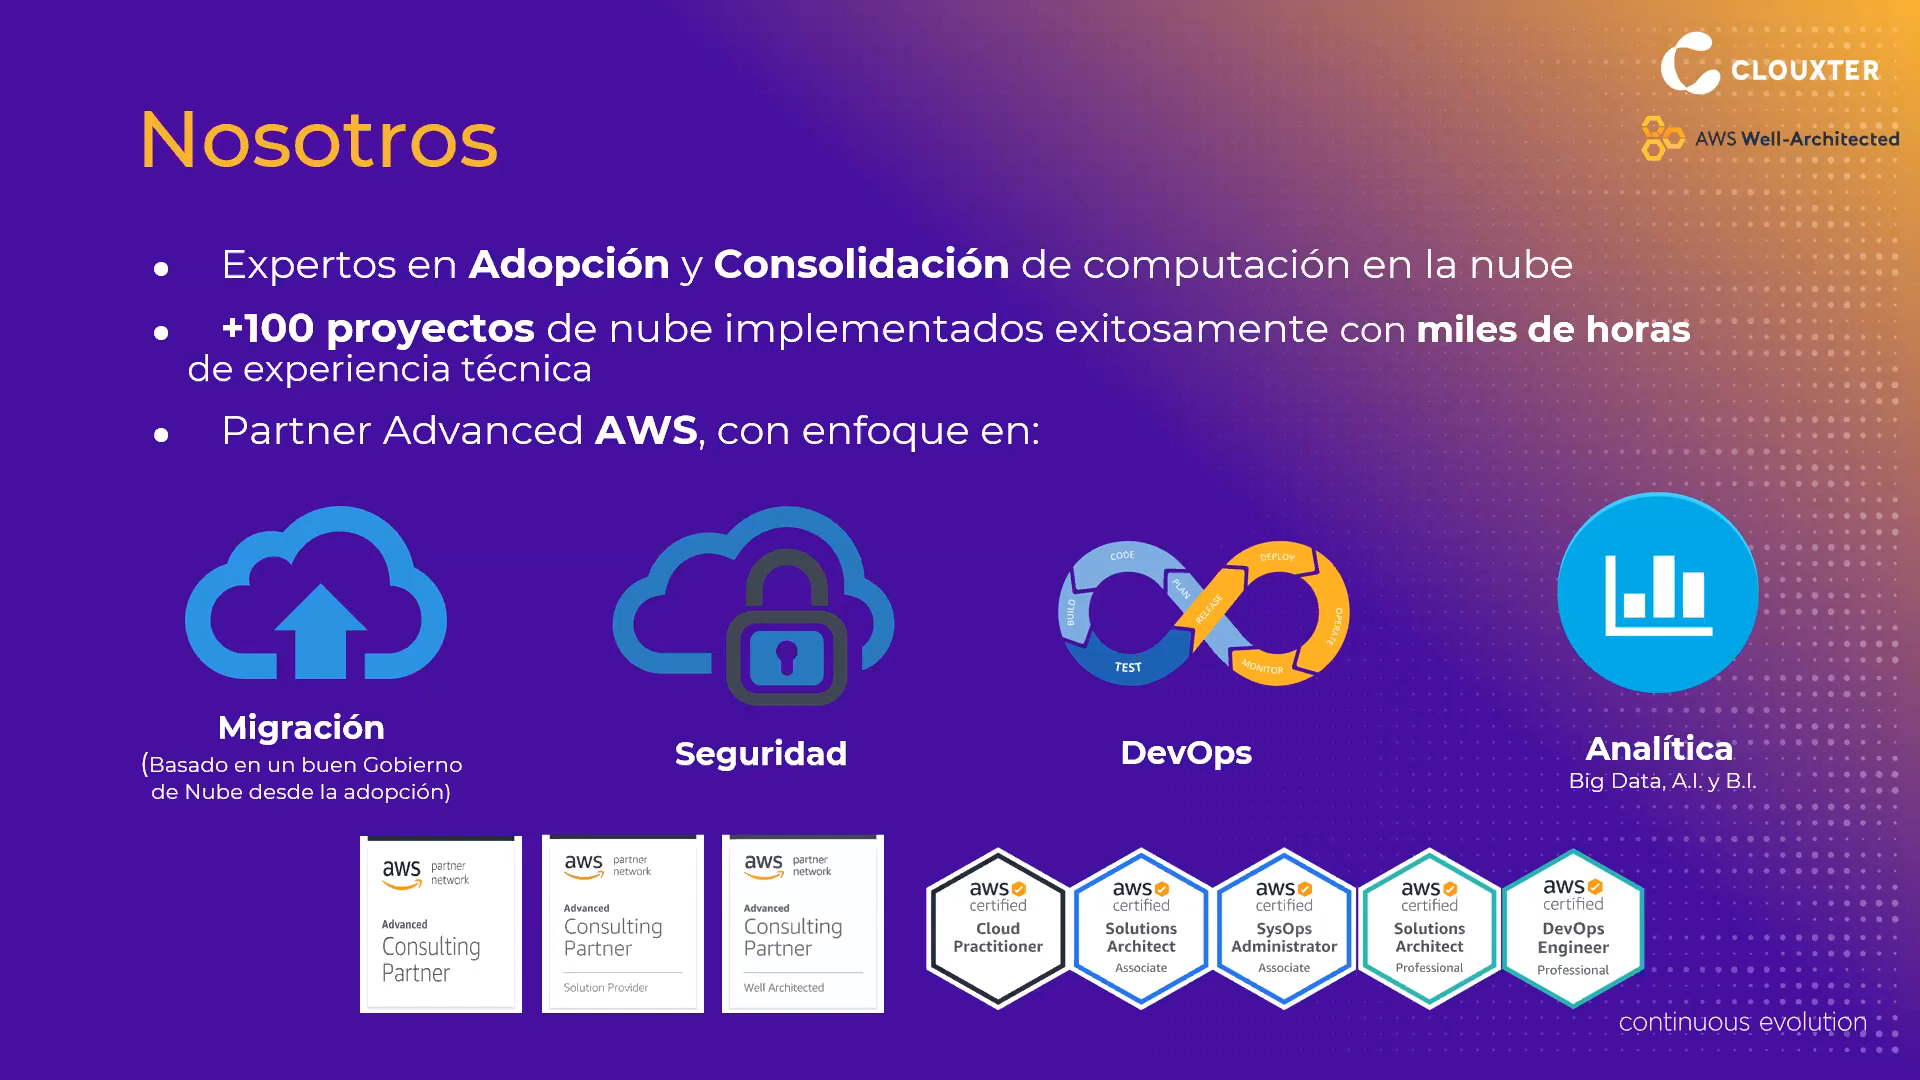 CLOUXTER
AWS Well-Architected
Nosotros
• Expertos en Adopción y Consolidación de computación en la nube
• +100 proyectos de nube implementados exitosamente con miles de horas
de experiencia técnica
• Partner Advanced AWS, con enfoque en:
CODE
PLAN
BUILD
TEST
RELEASE
DEPLOY
OPERATE
MONITOR
Migración
(Basado en un buen Gobierno
de Nube desde la adopción)
Seguridad
DevOps
Analítica
Big Data, A.I. y B.I.
aws partner
network
Advanced
Consulting
Partner
aws partner
network
Advanced
Consulting
Partner
Solution Provider
aws partner
network
Advanced
Consulting
Partner
Well Architected
aws
certified
Cloud
Practitioner
aws
certified
Solutions
Architect
Associate
aws
certified
SysOps
Administrator
Associate
aws
certified
Solutions
Architect
Professional
aws
certified
DevOps
Engineer
Professional
continuous evolution